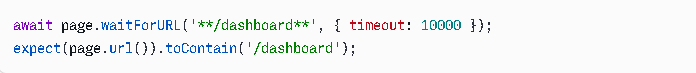 await page.waitForURL('**/dashboard**', { timeout: 10000 });
expect(page.url()).toContain('/dashboard');